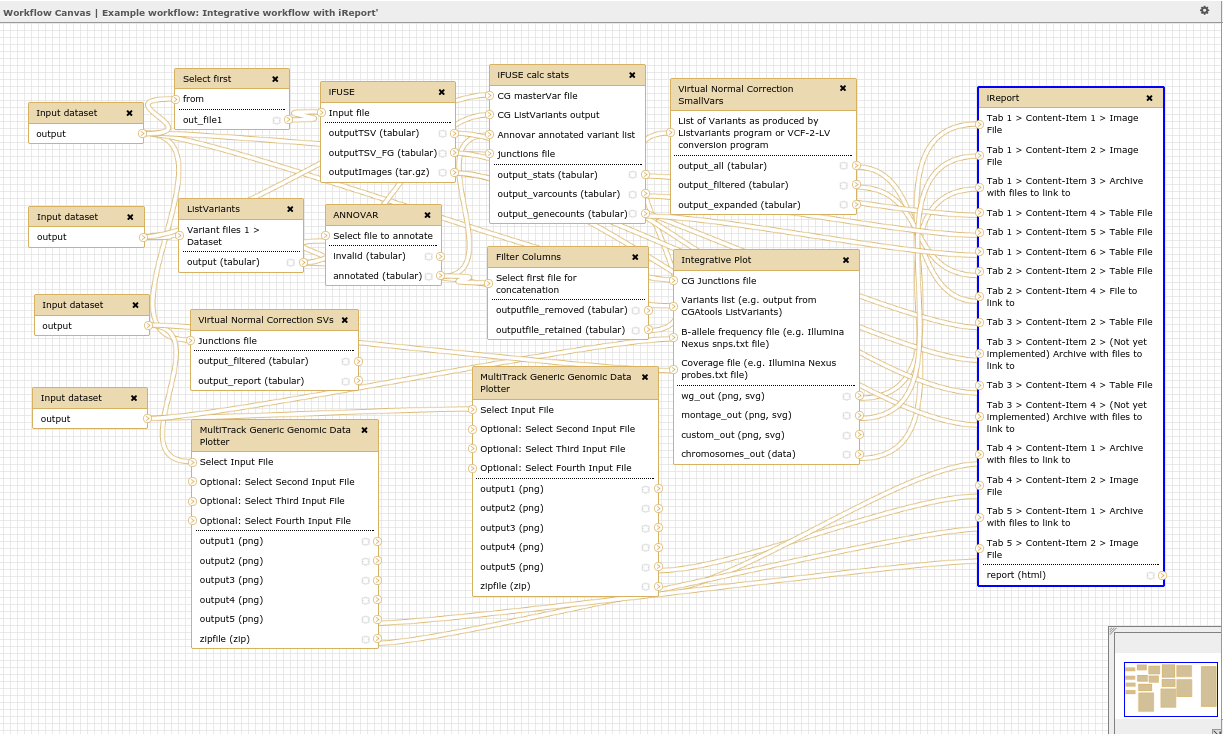 Workflow Canvas | Example workflow: Integrative workflow with iReport'
Input dataset
output
Select first
from
out_file1
iFUSE
Input file
outputTSV (tabular)
outputTSV_FG (tabular)
outputImages (tar.gz)
iFUSE calc stats
CG masterVar file
CG ListVariants output
Annovar annotated variant list
junctions file
output_stats (tabular)
output_varcounts (tabular)
output_genecounts (tabular)
Virtual Normal Correction
SmallVars
List of Variants as produced by
Listvariants program or VCF-2-LV
conversion program
output_all (tabular)
output_filtered (tabular)
output_expanded (tabular)
Input dataset
output
ListVariants
Variant files 1 >
Dataset
output (tabular)
ANNOVAR
Select file to annotate
invalid (tabular)
annotated (tabular)
Filter Columns
Select first file for
concatenation
outputfile_removed (tabular)
outputfile_retained (tabular)
Integrative Plot
CG Junctions file
Variants list (e.g. output from
CGAtools ListVariants)
B-allele frequency file (e.g. Illumina
Nexus snps.txt file)
Coverage file (e.g. Illumina Nexus
probes.txt file)
wg_out (png, svg)
montage_out (png, svg)
custom_out (png, svg)
chromosomes_out (data)
Input dataset
output
Virtual Normal Correction SVs
Junctions file
output_filtered (tabular)
output_report (tabular)
Input dataset
output
MultiTrack Generic Genomic Data
Plotter
Select Input File
Optional: Select Second Input File
Optional: Select Third Input File
Optional: Select Fourth Input File
output1 (png)
output2 (png)
output3 (png)
output4 (png)
output5 (png)
zipfile (zip)
MultiTrack Generic Genomic Data
Plotter
Select Input File
Optional: Select Second Input File
Optional: Select Third Input File
Optional: Select Fourth Input File
output1 (png)
output2 (png)
output3 (png)
output4 (png)
output5 (png)
zipfile (zip)
iReport
Tab 1 > Content-Item 1 > Image
File
Tab 1 > Content-Item 2 > Image
File
Tab 1 > Content-Item 3 > Archive
with files to link to
Tab 1 > Content-Item 4 > Table File
Tab 1 > Content-Item 5 > Table File
Tab 1 > Content-Item 6 > Table File
Tab 2 > Content-Item 2 > Table File
Tab 2 > Content-Item 4 > File to
link to
Tab 3 > Content-Item 2 > Table File
Tab 3 > Content-Item 2 > (Not yet
implemented) Archive with files to
link to
Tab 3 > Content-Item 4 > Table File
Tab 3 > Content-Item 4 > (Not yet
implemented) Archive with files to
link to
Tab 4 > Content-Item 1 > Archive
with files to link to
Tab 4 > Content-Item 2 > Image
File
Tab 5 > Content-Item 1 > Archive
with files to link to
Tab 5 > Content-Item 2 > Image
File
report (html)